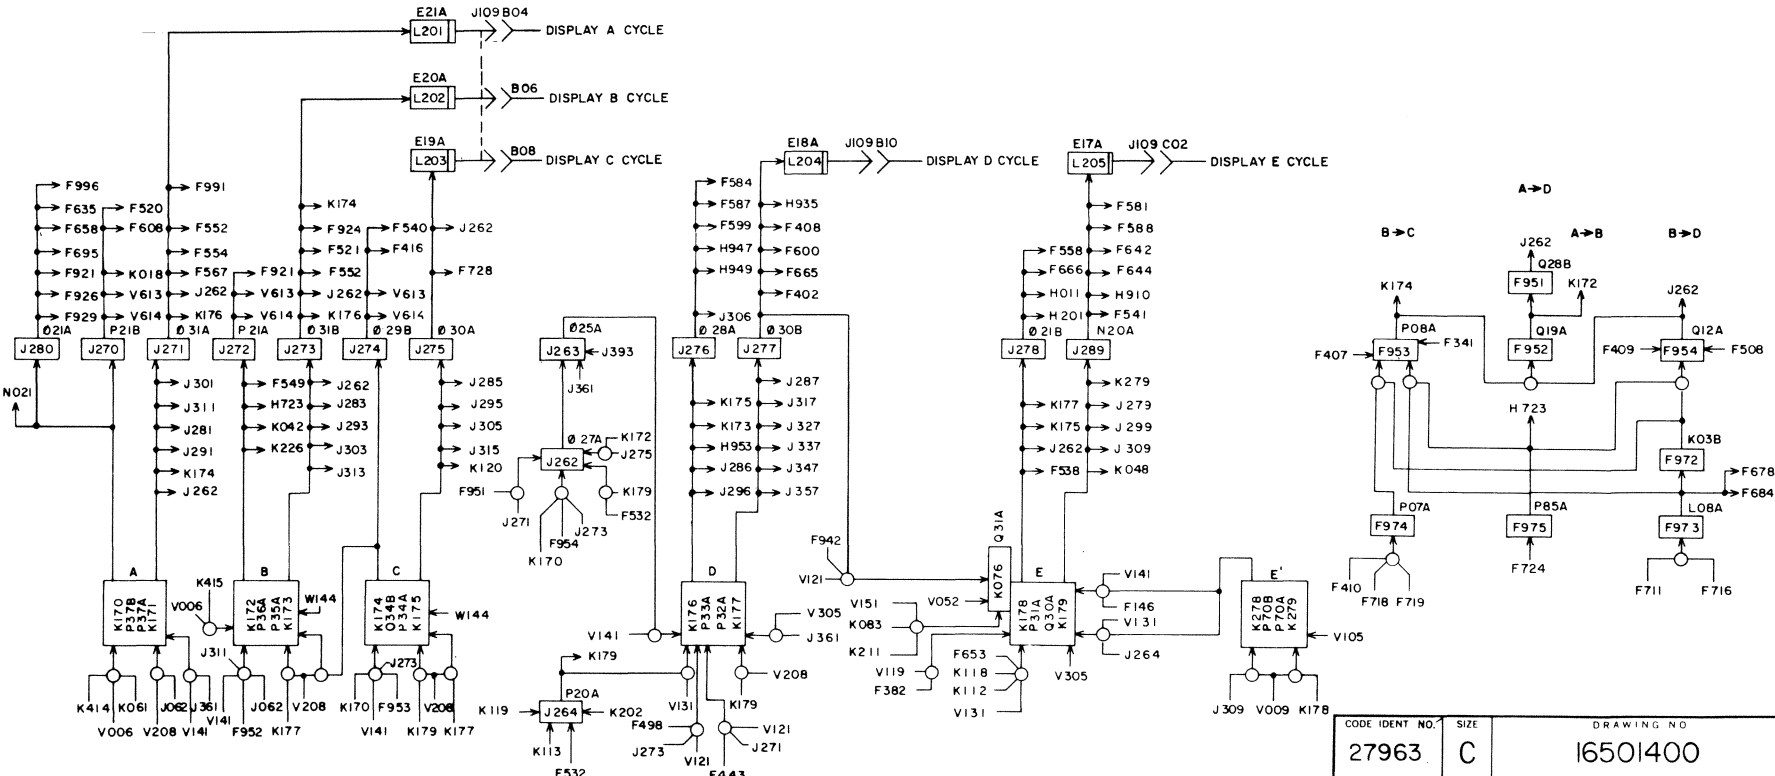 E21A J109B04
L201 DISPLAY A CYCLE
E20A
L202 B06 DISPLAY B CYCLE
E19A
L203 B08 DISPLAY C CYCLE
E18A J109B10
L204 DISPLAY D CYCLE
E17A J109C02
L205 DISPLAY E CYCLE
F996
F635
F658
F695
F921
F926
F929
Ø21A
J280
N021
F520
F608
K018
V613
V614
P21B
J270
F991
F552
F554
F567
J262
K176
Ø31A
J271
J301
J311
J281
J291
K174
J262
F921
V613
V614
P21A
J272
F549
H723
K042
K226
K174
F924
F521
F552
J262
K176
Ø31B
J273
J262
J283
J293
J303
J313
F540
F416
V613
V614
Ø29B
J274
J262
F728
Ø30A
J275
J285
J295
J305
J315
K120
A
K170
P37B
P37A
K171
K414
K061
V006
V208
J062
J361
V141
B
K415
V006
K172
P36A
P35A
K173
W144
J311
V141
F952
J062
K177
V208
C
K174
O34B
P34A
K175
W144
J273
K170
F953
V141
K179
V208
K177
Ø25A
J263
J393
J361
Ø27A
J262
K172
J275
F951
J271
K179
F532
J273
F954
K170
F584
F587
F599
H947
H949
J306
Ø28A
J276
K175
K173
H953
J286
J296
H935
F408
F600
F665
F402
Ø30B
J277
J287
J317
J327
J337
J347
J357
D
K176
P33A
P32A
K177
V141
V305
J361
V208
K179
V131
K179
P20A
J264
K119
K202
K113
F532
F498
J273
V121
F443
V121
J271
F942
V121
Q31A
K076
V052
V151
K083
K211
V119
F382
F558
F666
H011
H201
Ø21B
J278
K177
K175
J262
F538
F581
F588
F642
F644
H910
F541
N20A
J289
K279
J279
J299
J309
K048
E
K178
P31A
Q30A
K179
V141
F146
V131
J264
V305
F653
K118
K112
V131
E'
K278
P70B
P70A
K279
V105
J309
V009
K178
A→D
B→C
A→B
B→D
J262
Q28B
F951
K172
K174
J262
P08A
F953
F407
F341
Q19A
F952
Q12A
F954
F409
F508
H723
K03B
F972
F678
F684
P07A
F974
P85A
F975
L08A
F973
F410
F718
F719
F724
F711
F716
CODE IDENT NO. SIZE DRAWING NO
27963 C 16501400